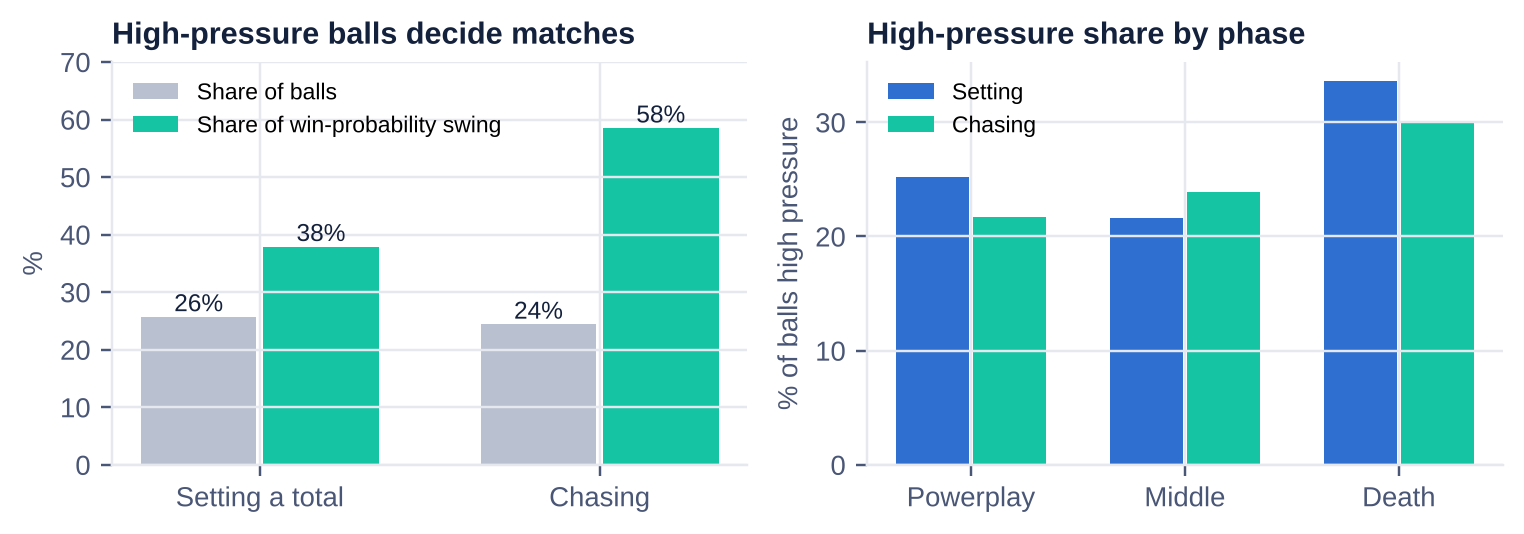 High-pressure balls decide matches
70
60
50
40
30
20
10
0
%
Share of balls
Share of win-probability swing
26%
38%
24%
58%
Setting a total
Chasing
High-pressure share by phase
30
20
10
0
% of balls high pressure
Setting
Chasing
Powerplay
Middle
Death